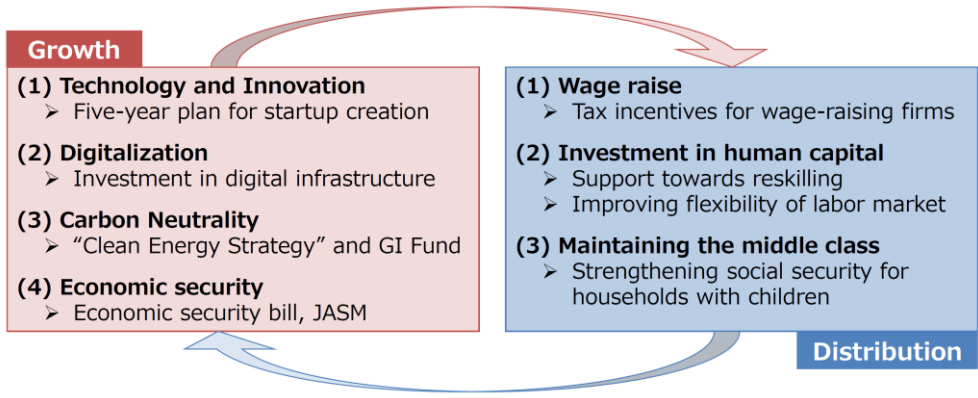 Growth
(1) Technology and Innovation
➢ Five-year plan for startup creation
(2) Digitalization
➢ Investment in digital infrastructure
(3) Carbon Neutrality
➢ “Clean Energy Strategy” and GI Fund
(4) Economic security
➢ Economic security bill, JASM
(1) Wage raise
➢ Tax incentives for wage-raising firms
(2) Investment in human capital
➢ Support towards reskilling
➢ Improving flexibility of labor market
(3) Maintaining the middle class
➢ Strengthening social security for
households with children
Distribution